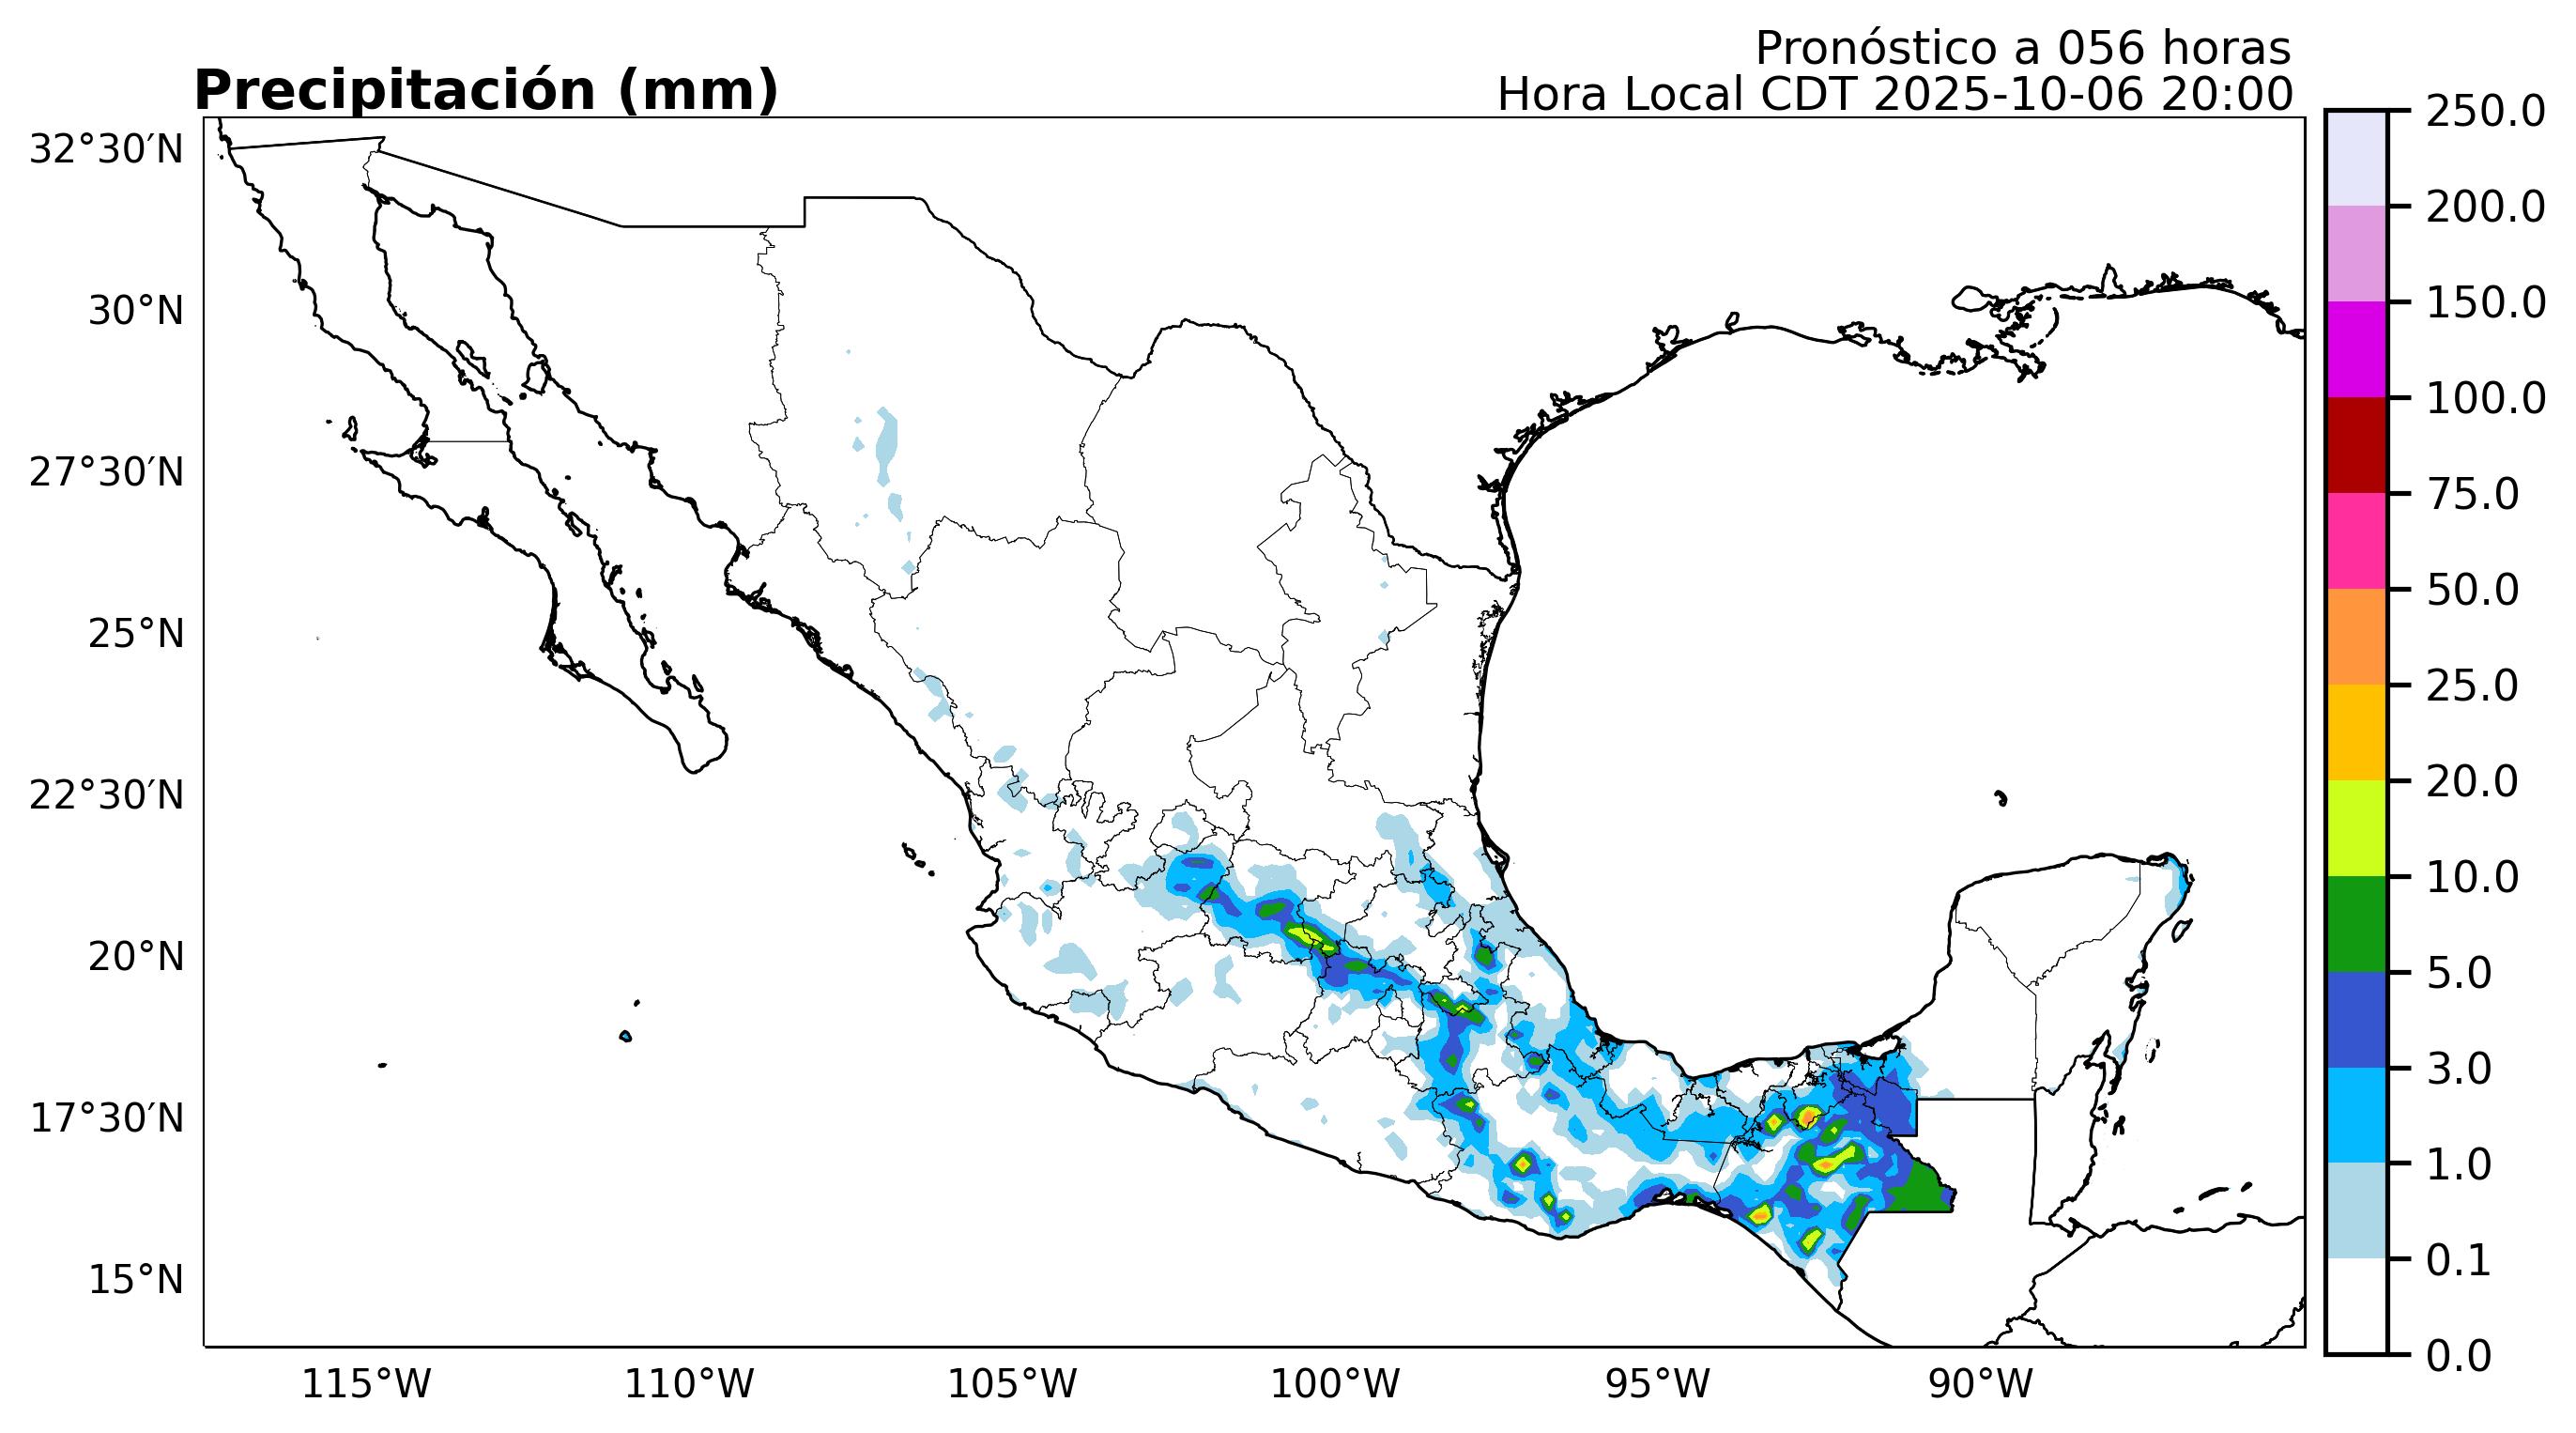 Pronóstico a 056 horas
Precipitación (mm)
Hora Local CDT 2025-10-06 20:00
32°30′N
30°N
27°30′N
25°N
22°30′N
20°N
17°30′N
15°N
115°W
110°W
105°W
100°W
95°W
90°W
250.0
200.0
150.0
100.0
75.0
50.0
25.0
20.0
10.0
5.0
3.0
1.0
0.1
0.0